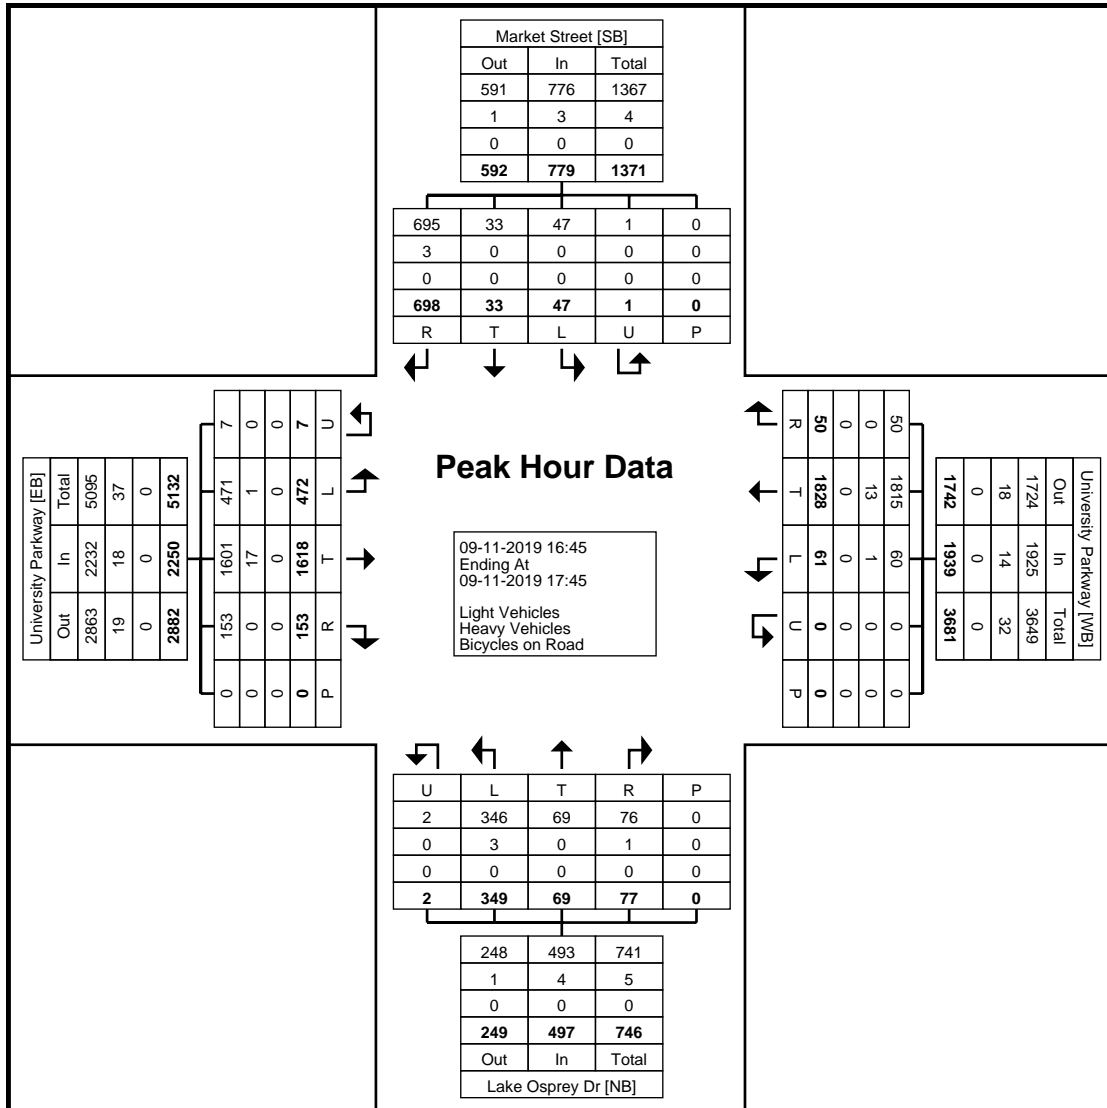 Market Street [SB]
Out In Total
591 776 1367
1 3 4
0 0 0
592 779 1371
695 33 47 1 0
3 0 0 0 0
0 0 0 0 0
698 33 47 1 0
R T L U P
University Parkway [EB]
Total 5095 37 0 5132
In 2232 18 0 2250
Out 2863 19 0 2882
7 0 0 7 U
471 1 0 472 L
1601 17 0 1618 T
153 0 0 153 R
0 0 0 0 P
Peak Hour Data
09-11-2019 16:45
Ending At
09-11-2019 17:45
Light Vehicles
Heavy Vehicles
Bicycles on Road
R 50 0 0 50
T 1828 0 13 1815
L 61 0 1 60
U 0 0 0 0
P 0 0 0 0
University Parkway [WB]
Out 1724 18 0 1742
In 1925 14 0 1939
Total 3649 32 0 3681
U L T R P
2 346 69 76 0
0 3 0 1 0
0 0 0 0 0
2 349 69 77 0
248 493 741
1 4 5
0 0 0
249 497 746
Out In Total
Lake Osprey Dr [NB]